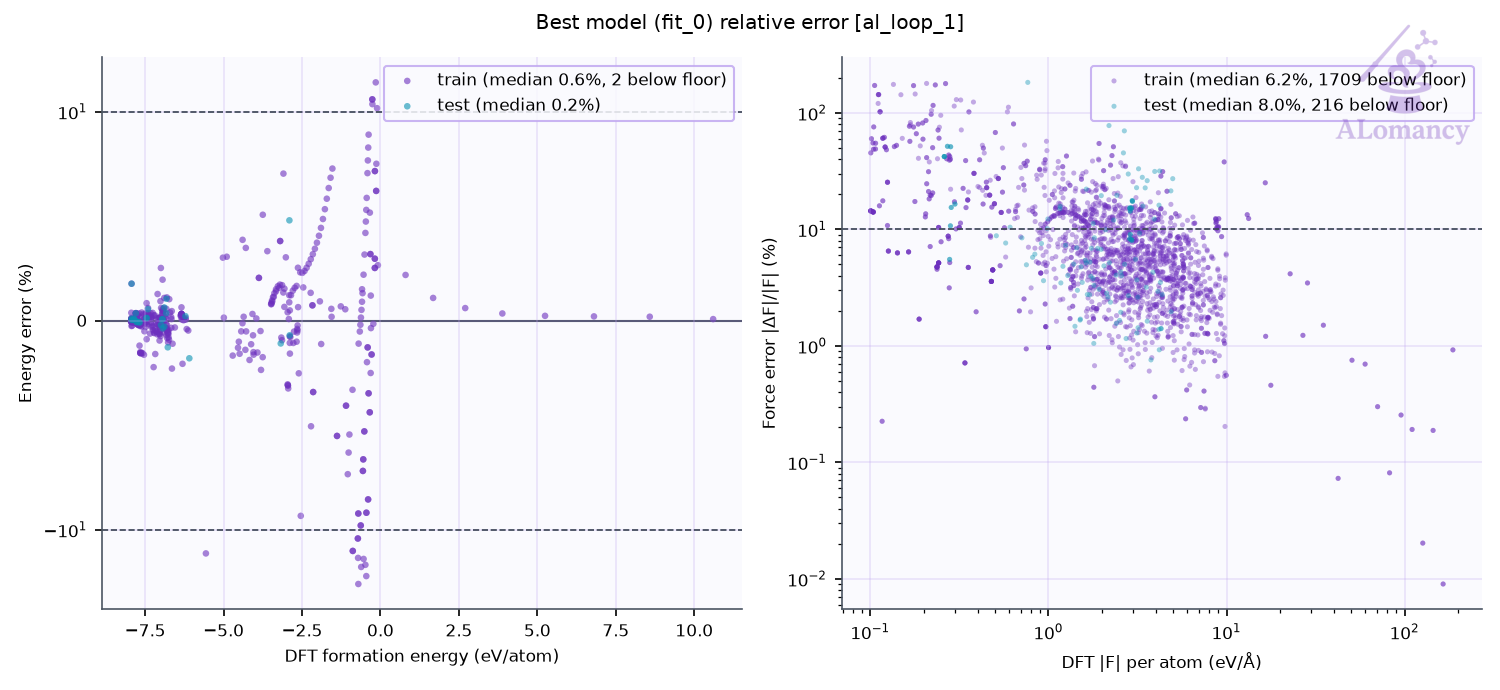 Best model (fit_0) relative error [al_loop_1]
train (median 0.6%, 2 below floor)
test (median 0.2%)
10¹
0
−10¹
Energy error (%)
−7.5 −5.0 −2.5 0.0 2.5 5.0 7.5 10.0
DFT formation energy (eV/atom)
train (median 6.2%, 1709 below floor)
test (median 8.0%, 216 below floor)
ALomancy
10²
10¹
10⁰
10⁻¹
10⁻²
Force error |ΔF|/|F| (%)
10⁻¹ 10⁰ 10¹ 10²
DFT |F| per atom (eV/Å)